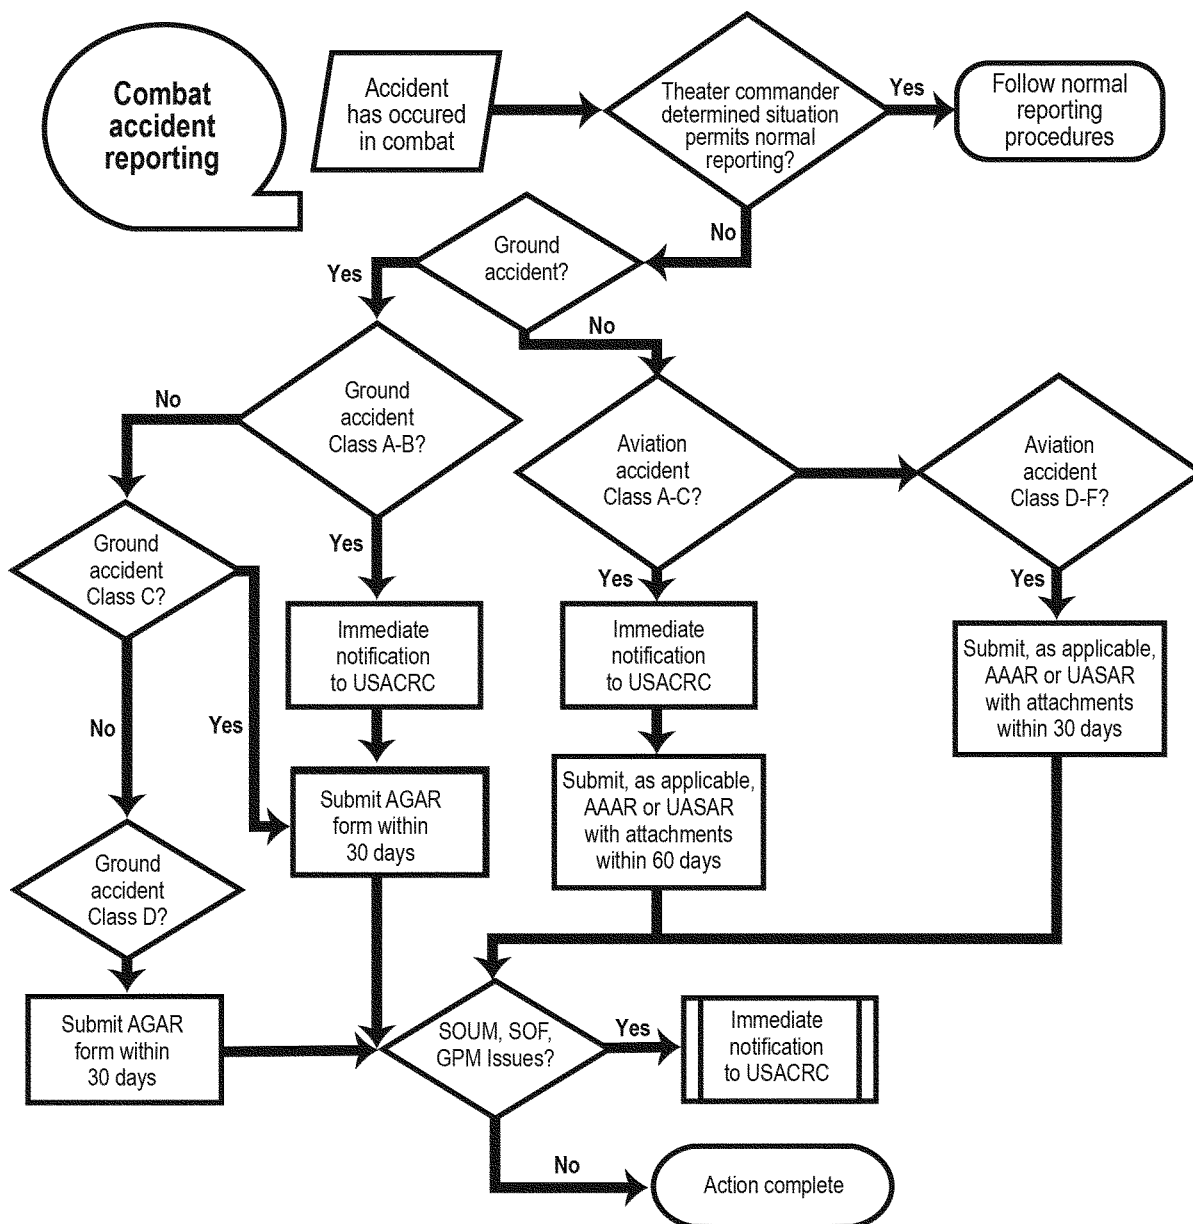 Combat
accident
reporting
Accident
has occured
in combat
Theater commander
determined situation
permits normal
reporting?
Yes
Follow normal
reporting
procedures
No
Ground
accident?
Yes
No
Ground
accident
Class A-B?
No
Yes
Aviation
accident
Class A-C?
Aviation
accident
Class D-F?
Ground
accident
Class C?
Yes
Yes
Immediate
notification
to USACRC
Immediate
notification
to USACRC
Submit, as applicable,
AAAR or UASAR
with attachments
within 30 days
No
Yes
Submit AGAR
form within
30 days
Submit, as applicable,
AAAR or UASAR
with attachments
within 60 days
Ground
accident
Class D?
Submit AGAR
form within
30 days
SOUM, SOF,
GPM Issues?
Yes
Immediate
notification
to USACRC
No
Action complete